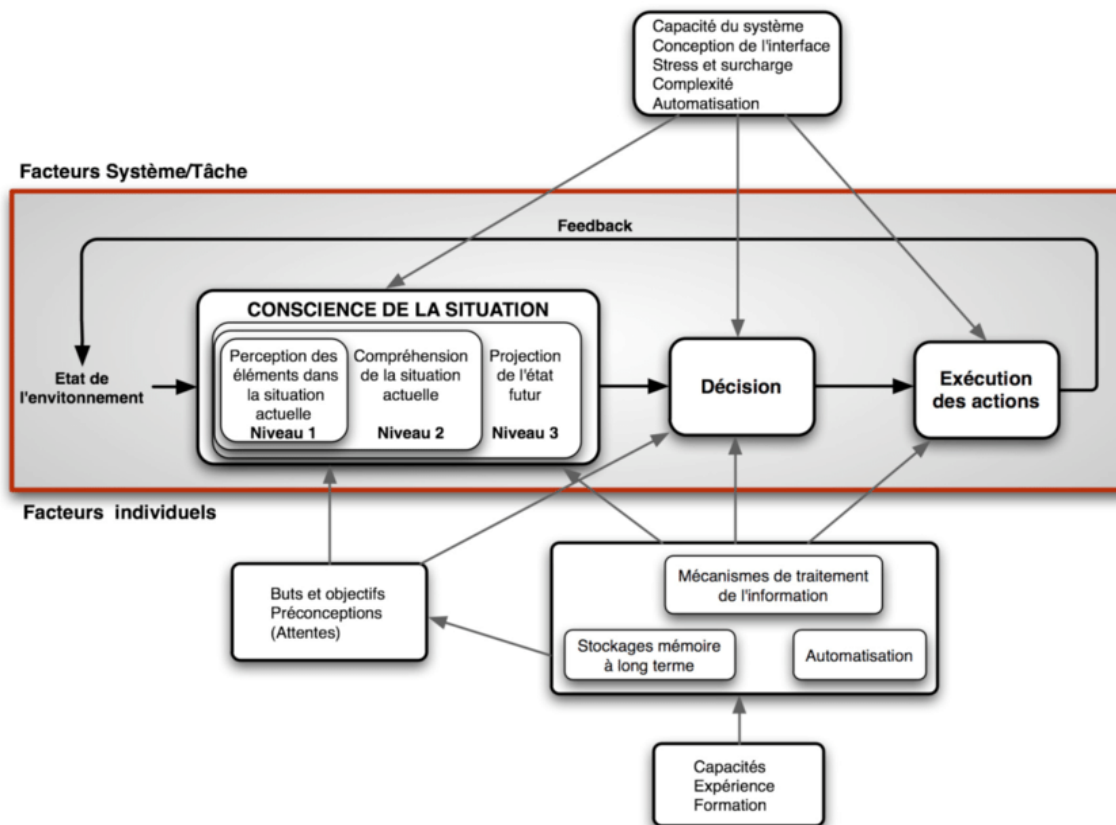 Capacité du système
Conception de l'interface
Stress et surcharge
Complexité
Automatisation
Facteurs Système/Tâche
Feedback
CONSCIENCE DE LA SITUATION
Perception des
éléments dans
la situation
actuelle
Niveau 1
Compréhension
de la situation
actuelle
Niveau 2
Projection
de l'état
futur
Niveau 3
Etat de
l'envitonnement
Décision
Exécution
des actions
Facteurs individuels
Buts et objectifs
Préconceptions
(Attentes)
Mécanismes de traitement
de l'information
Stockages mémoire
à long terme
Automatisation
Capacités
Expérience
Formation